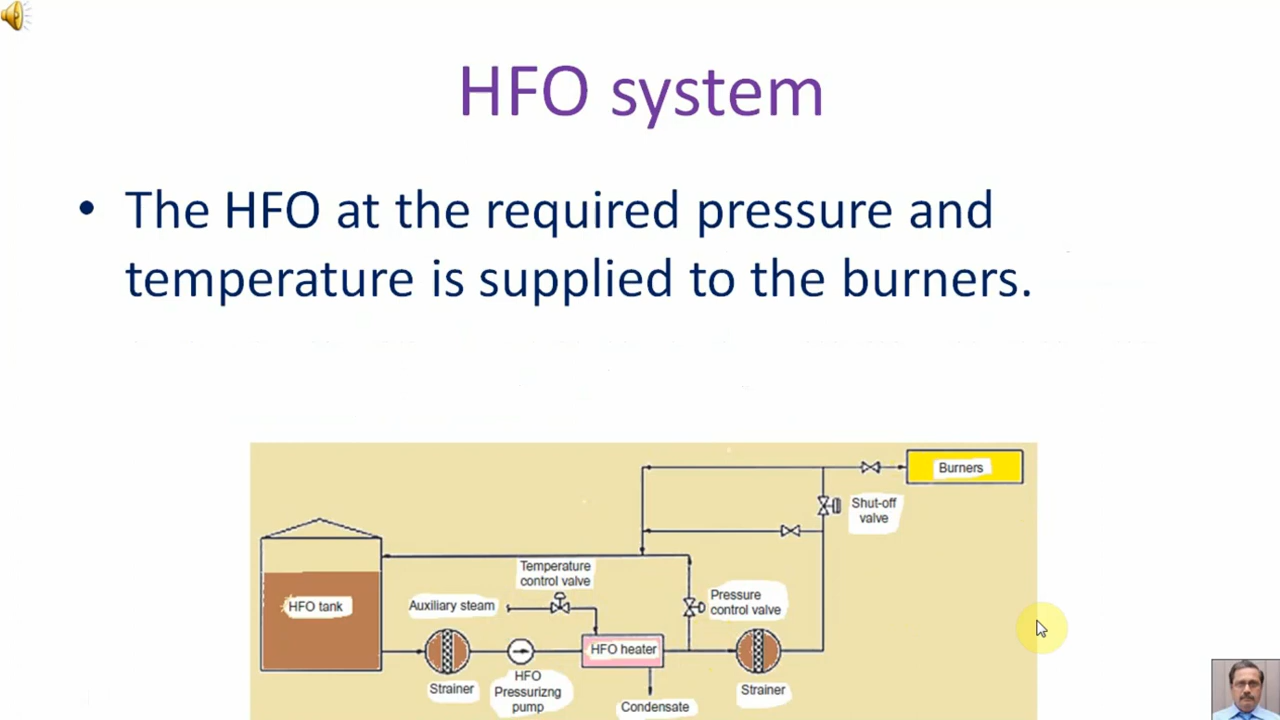 HFO system
• The HFO at the required pressure and
temperature is supplied to the burners.
Burners
Shut-off
valve
Temperature
control valve
Pressure
control valve
HFO tank
Auxiliary steam
HFO heater
Strainer
HFO
Pressurizng
pump
Condensate
Strainer